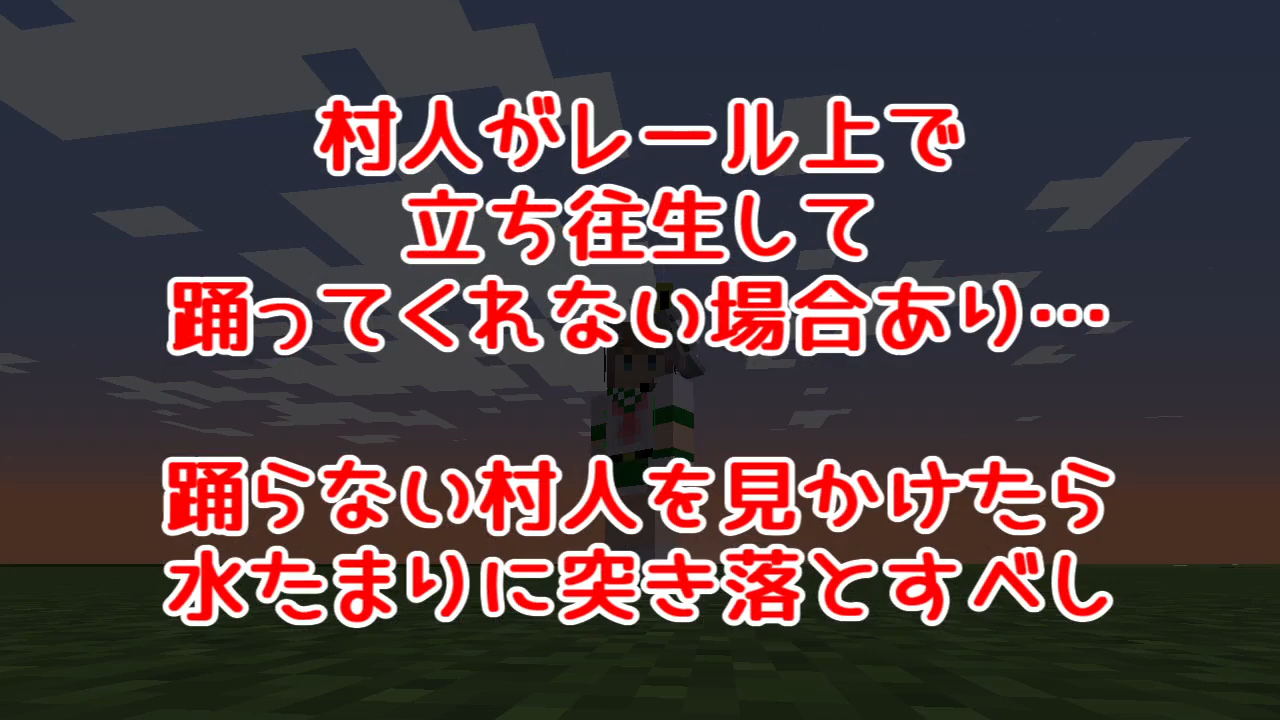 村人がレール上で
立ち往生して
踊ってくれない場合あり…
踊らない村人を見かけたら
水たまりに突き落とすべし